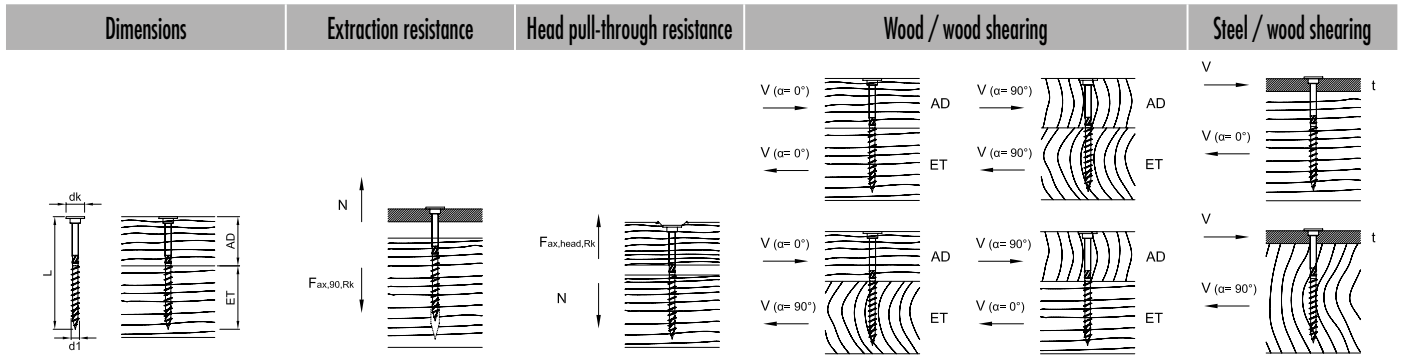 Dimensions
Extraction resistance
Head pull-through resistance
Wood / wood shearing
Steel / wood shearing
dk
L
d1
AD
ET
N
Fax,90,Rk
Fax,head,Rk
N
V (α= 0°)
AD
V (α= 0°)
ET
V (α= 90°)
AD
V (α= 90°)
ET
V (α= 0°)
AD
V (α= 90°)
ET
V (α= 90°)
AD
V (α= 0°)
ET
V
t
V (α= 0°)
V
t
V (α= 90°)